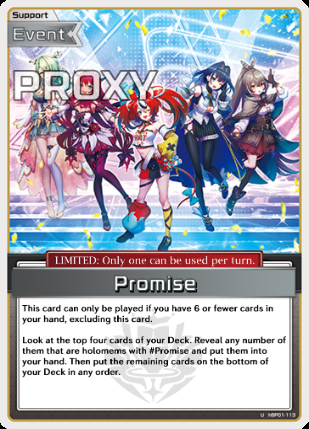 Support
Event
PROXY
LIMITED: Only one can be used per turn.
Promise
This card can only be played if you have 6 or fewer cards in
your hand, excluding this card.
Look at the top four cards of your Deck. Reveal any number
of them that are holomems with #Promise and put them into
your hand. Then put the remaining cards on the bottom of
your Deck in any order.
U hBP01-113